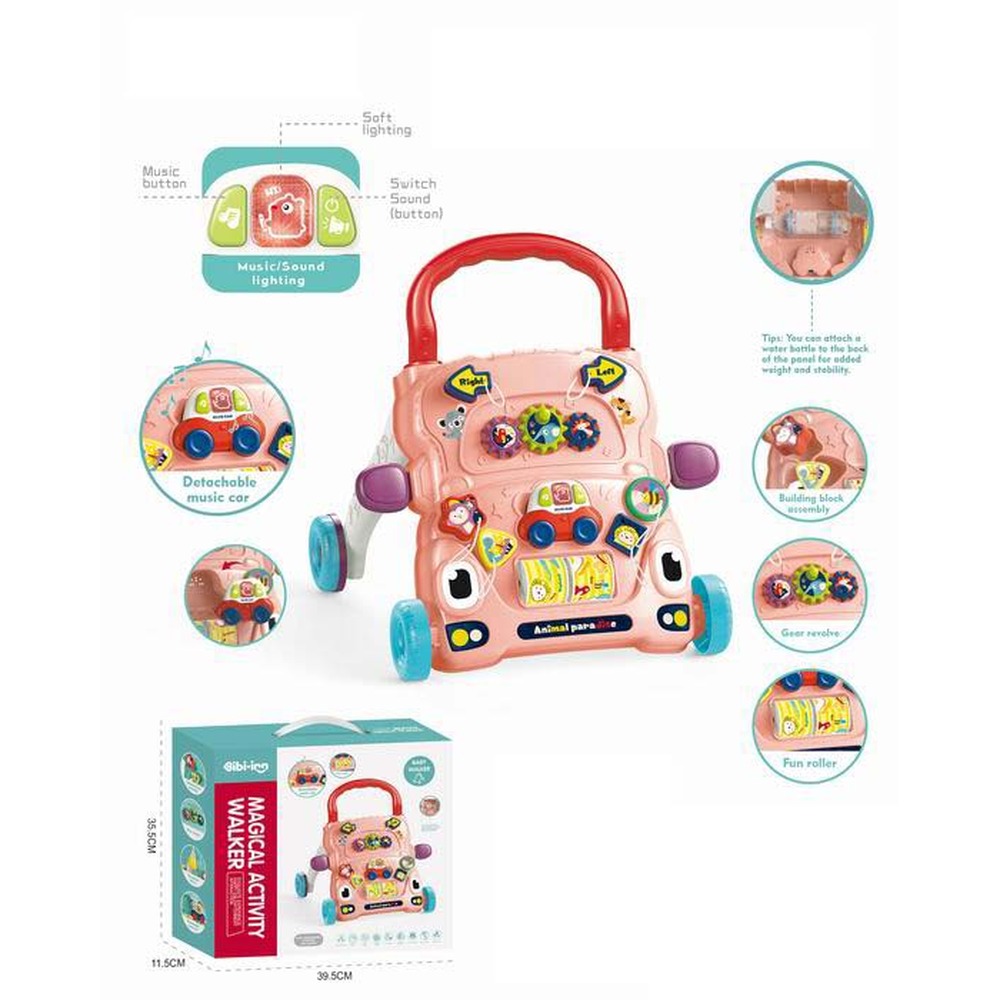 Soft
lighting
Music
button
Switch
Sound
(button)
Music/Sound
lighting
Tips: You can attach a
water bottle to the back
of the panel for added
weight and stability.
Right
Left
Detachable
music car
Building block
assembly
Gear revolve
Animal paradise
Fun roller
Bibi-inn
BABY
WALKER
MAGICAL ACTIVITY
WALKER
Animal paradise
35.5CM
11.5CM
39.5CM